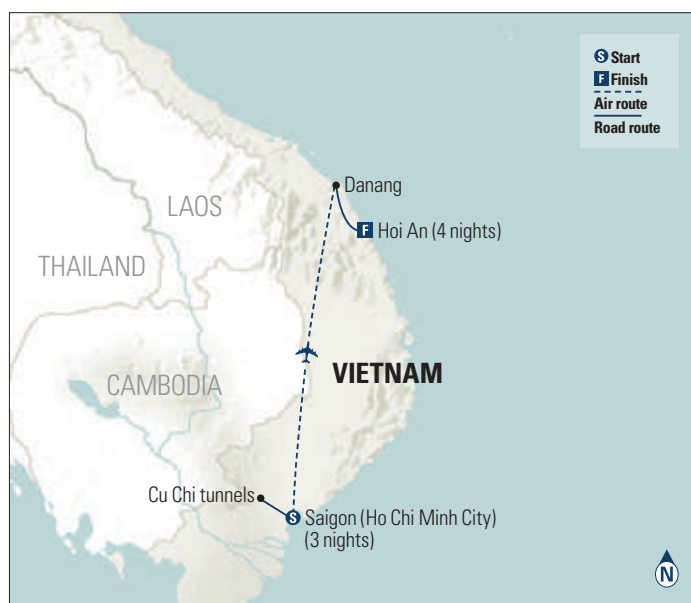 S Start
F Finish
Air route
Road route
Danang
LAOS
F Hoi An (4 nights)
THAILAND
VIETNAM
CAMBODIA
Cu Chi tunnels
S Saigon (Ho Chi Minh City)
(3 nights)
N